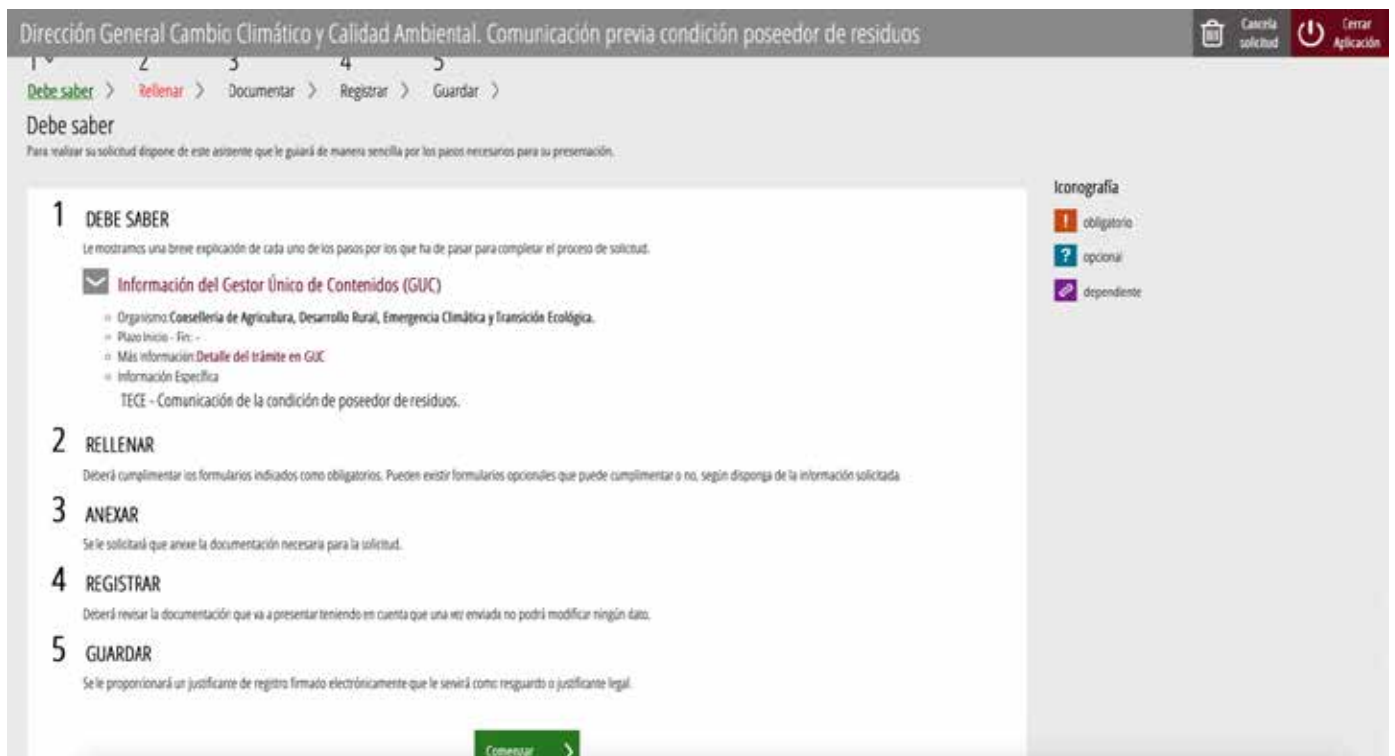 Dirección General Cambio Climático y Calidad Ambiental. Comunicación previa condición poseedor de residuos
Cancela
solicitud
Cerrar
Aplicación
1 2 3 4 5
Debe saber > Rellenar > Documentar > Registrar > Guardar >
Debe saber
Para realizar su solicitud dispone de este asistente que le guiará de manera sencilla por los pasos necesarios para su presentación.
1 DEBE SABER
Le mostramos una breve explicación de cada uno de los pasos por los que ha de pasar para completar el proceso de solicitud.
Información del Gestor Único de Contenidos (GUC)
Organismo:Conselleria de Agricultura, Desarrollo Rural, Emergencia Climática y Transición Ecológica.
Plazo Inicio - Fin: -
Más información:Detalle del trámite en GUC
Información Específica
TECE - Comunicación de la condición de poseedor de residuos.
2 RELLENAR
Deberá cumplimentar los formularios indicados como obligatorios. Pueden existir formularios opcionales que puede cumplimentar o no, según disponga de la información solicitada
3 ANEXAR
Se le solicitará que anexe la documentación necesaria para la solicitud.
4 REGISTRAR
Deberá revisar la documentación que va a presentar teniendo en cuenta que una vez enviada no podrá modificar ningún dato.
5 GUARDAR
Se le proporcionará un justificante de registro firmado electrónicamente que le servirá como resguardo o justificante legal.
Comenzar >
Iconografía
! obligatorio
? opcional
dependiente